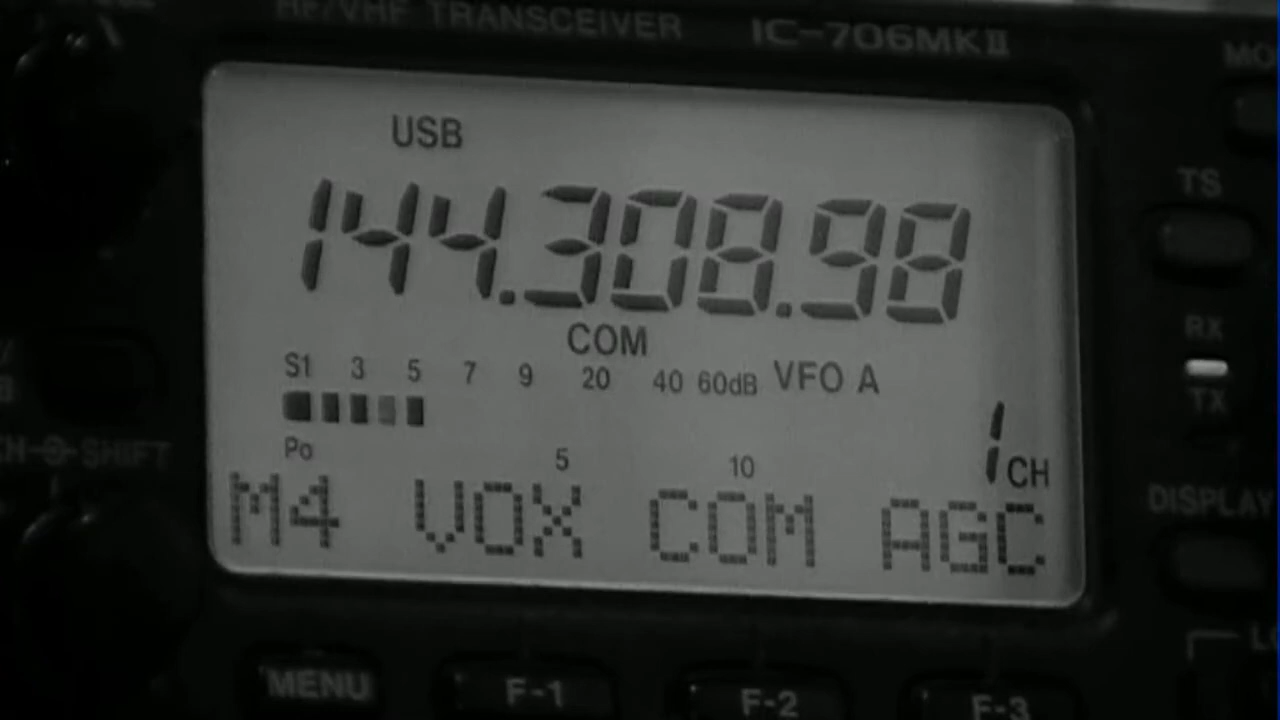 HF/VHF TRANSCEIVER IC-706MKII
USB
144.308.98
TS
COM
S1 3 5 7 9 20 40 60dB VFO A
RX
TX
SHIFT
Po 5 10 1 CH
M4 VOX COM AGC
DISPLAY
MENU F-1 F-2 F-3